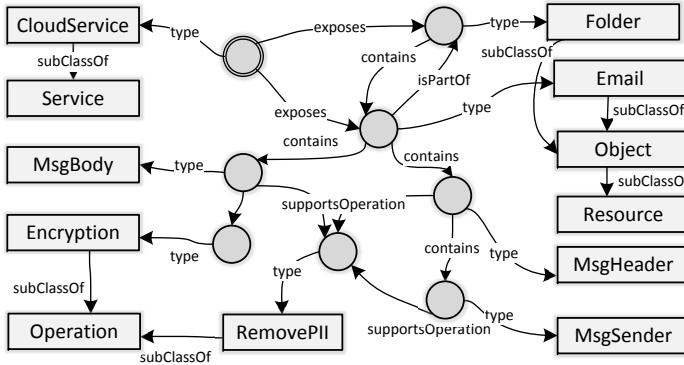 CloudService
type
exposes
type
Folder
subClassOf
contains
isPartOf
subClassOf
Service
exposes
type
Email
contains
subClassOf
MsgBody
type
contains
Object
supportsOperation
subClassOf
Encryption
type
contains
type
Resource
subClassOf
type
MsgHeader
Operation
subClassOf
RemovePII
supportsOperation
type
MsgSender